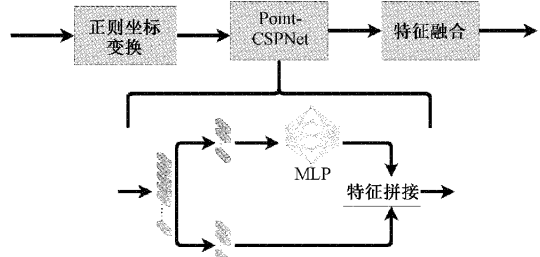 正则坐标
变换
Point-
CSPNet
特征融合
MLP
特征拼接